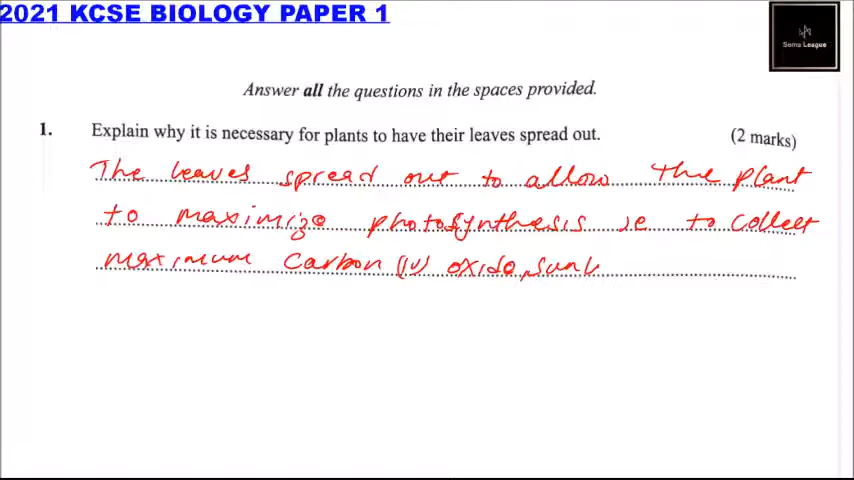 2021 KCSE BIOLOGY PAPER 1
Soma League
Answer all the questions in the spaces provided.
1. Explain why it is necessary for plants to have their leaves spread out. (2 marks)
The leaves spread out to allow the plant
to maximize photosynthesis ie to collect
maximum Carbon (IV) oxide, sunl